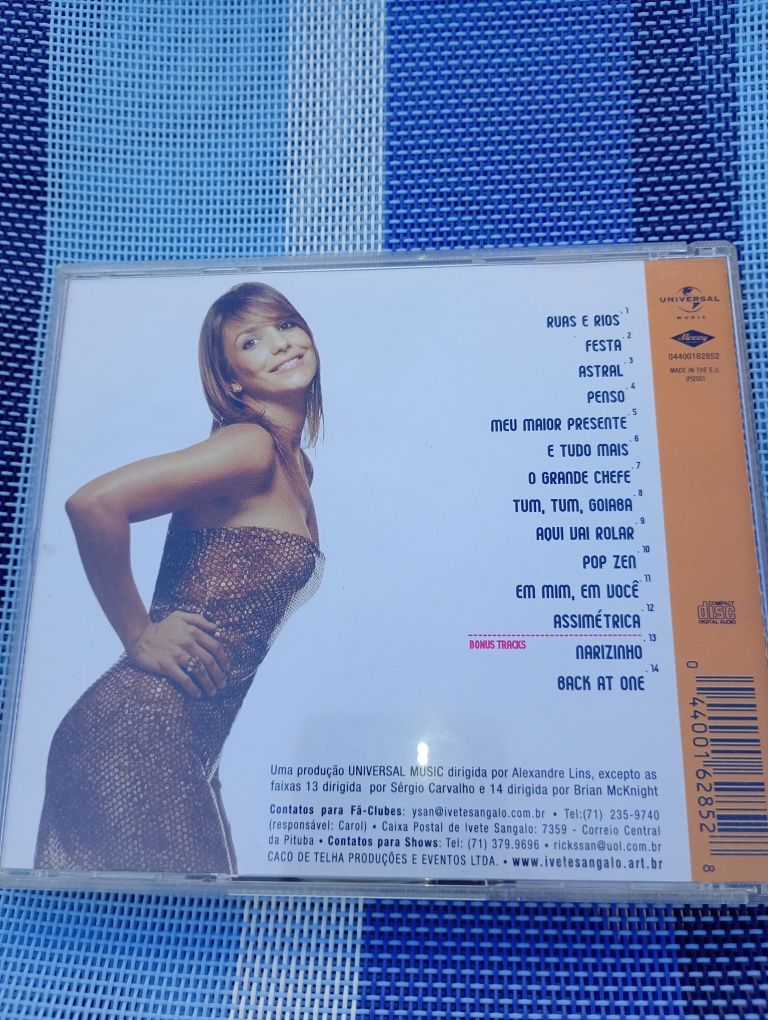 RUAS E RIOS .1
FESTA .2
ASTRAL .3
PENSO .4
MEU MAIOR PRESENTE .5
E TUDO MAIS .6
O GRANDE CHEFE .7
TUM, TUM, GOIABA .8
AQUI VAI ROLAR .9
POP ZEN .10
EM MIM, EM VOCÊ .11
ASSIMÉTRICA .12
BONUS TRACKS
NARIZINHO .13
BACK AT ONE .14
Uma produção UNIVERSAL MUSIC dirigida por Alexandre Lins, excepto as
faixas 13 dirigida por Sérgio Carvalho e 14 dirigida por Brian McKnight
Contatos para Fã-Clubes: ysan@ivetesangalo.com.br • Tel:(71) 235-9740
(responsável: Carol) • Caixa Postal de Ivete Sangalo: 7359 - Correio Central
da Pituba • Contatos para Shows: Tel: (71) 379.9696 • rickssan@uol.com.br
CACO DE TELHA PRODUÇÕES E EVENTOS LTDA. • www.ivetesangalo.art.br
UNIVERSAL
MUSIC
Mercury
04400162852
MADE IN THE E.U.
(P)2001
COMPACT
disc
DIGITAL AUDIO
0 44001 62852 8